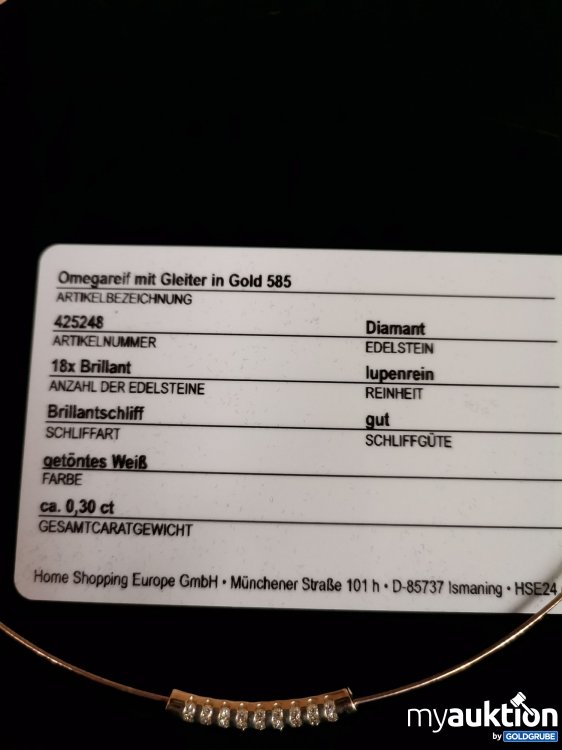 Omegareif mit Gleiter in Gold 585
ARTIKELBEZEICHNUNG
425248
ARTIKELNUMMER
Diamant
EDELSTEIN
18x Brillant
ANZAHL DER EDELSTEINE
lupenrein
REINHEIT
Brillantschliff
SCHLIFFART
gut
SCHLIFFGÜTE
getöntes Weiß
FARBE
ca. 0,30 ct
GESAMTCARATGEWICHT
Home Shopping Europe GmbH • Münchener Straße 101 h • D-85737 Ismaning • HSE24
myauktion
by GOLDGRUBE